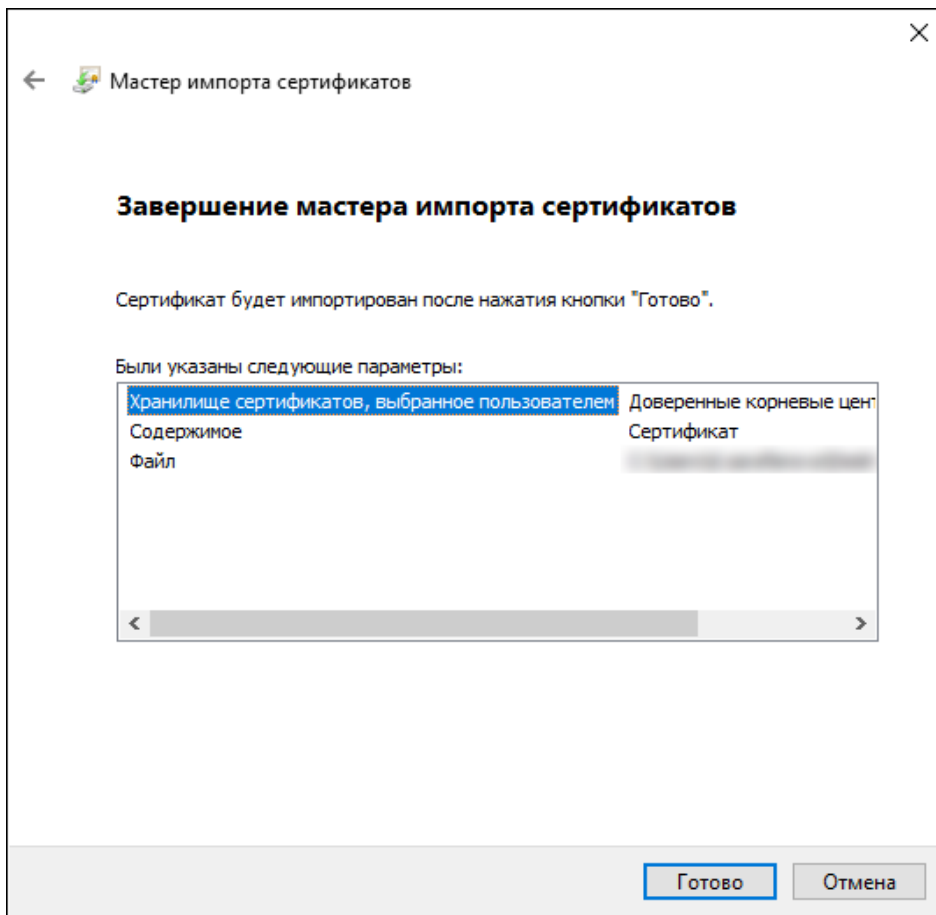 Мастер импорта сертификатов
Завершение мастера импорта сертификатов
Сертификат будет импортирован после нажатия кнопки "Готово".
Были указаны следующие параметры:
Хранилище сертификатов, выбранное пользователем Доверенные корневые цент
Содержимое Сертификат
Файл
Готово Отмена